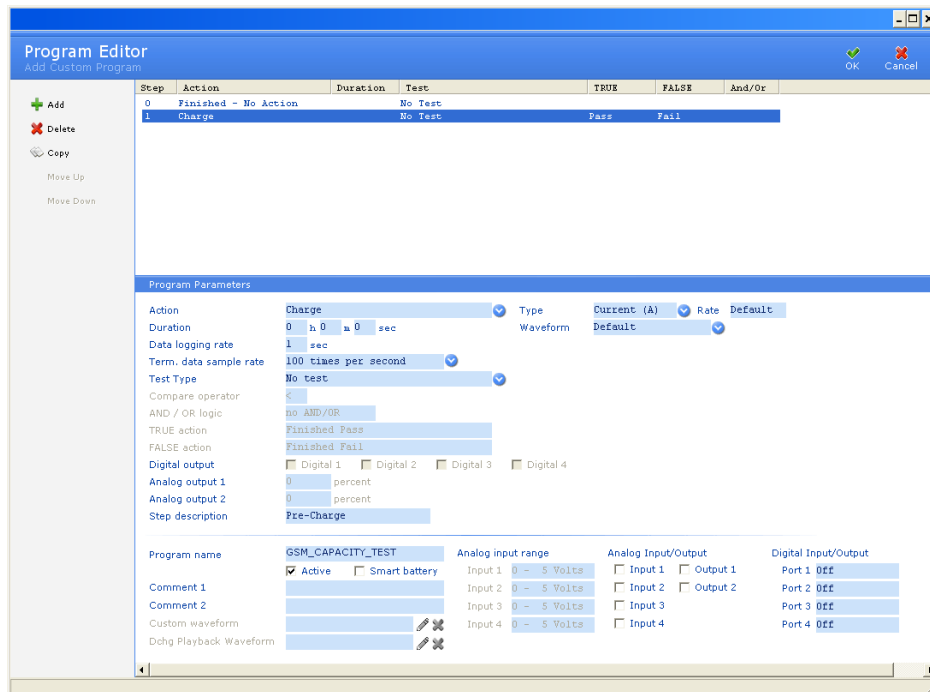 Program Editor
Add Custom Program
OK Cancel
Add
Delete
Copy
Move Up
Move Down
Step Action Duration Test TRUE FALSE And/Or
0 Finished - No Action No Test
1 Charge No Test Pass Fail
Program Parameters
Action Charge Type Current (A) Rate Default
Duration 0 h 0 m 0 sec Waveform Default
Data logging rate 1 sec
Term. data sample rate 100 times per second
Test Type No test
Compare operator <
AND / OR logic no AND/OR
TRUE action Finished Pass
FALSE action Finished Fail
Digital output Digital 1 Digital 2 Digital 3 Digital 4
Analog output 1 0 percent
Analog output 2 0 percent
Step description Pre-Charge
Program name GSM_CAPACITY_TEST Analog input range Analog Input/Output Digital Input/Output
Active Smart battery Input 1 0 - 5 Volts Input 1 Output 1 Port 1 Off
Comment 1 Input 2 0 - 5 Volts Input 2 Output 2 Port 2 Off
Comment 2 Input 3 0 - 5 Volts Input 3 Port 3 Off
Custom waveform Input 4 0 - 5 Volts Input 4 Port 4 Off
Dchg Playback Waveform